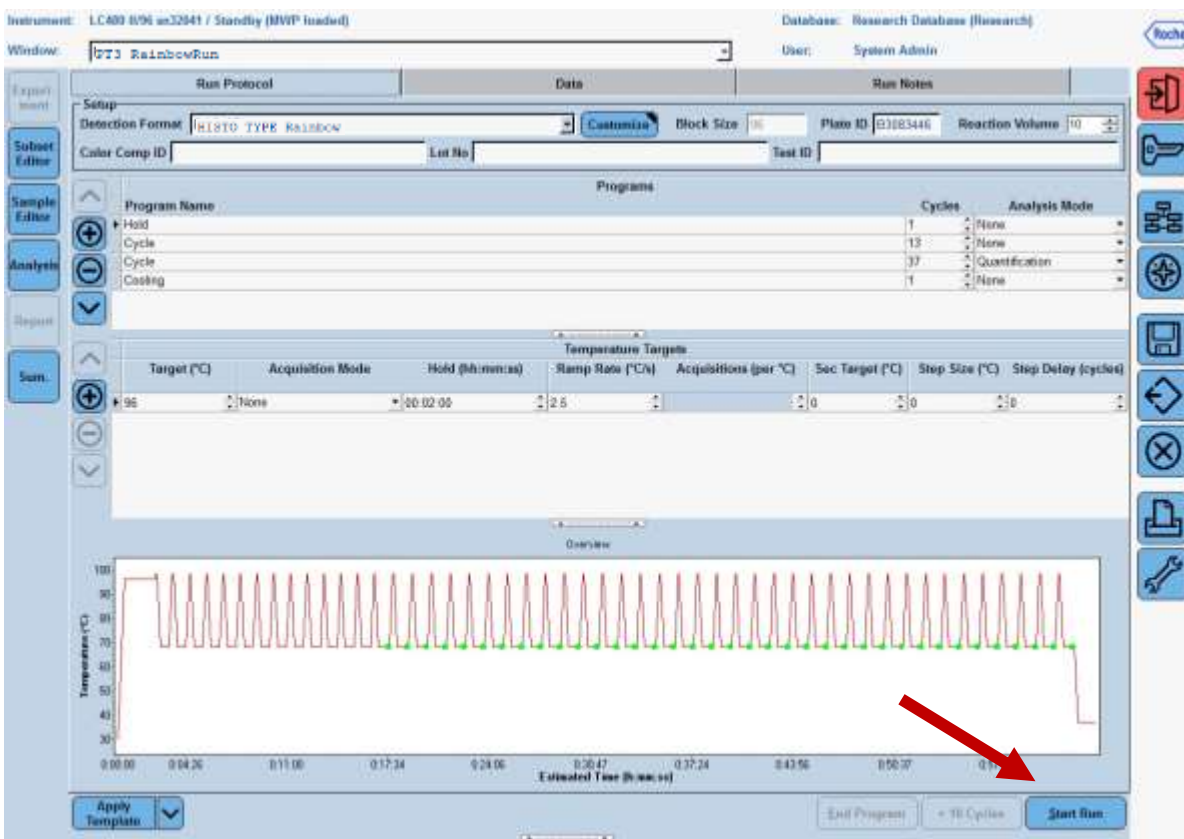 Instrument: LC480 II/96 sn32041 / Standby (MWP loaded) Database: Research Database (Research)
Window: PT3 RainbowRun User: System Admin
Roche
Run Protocol Data Run Notes
Experiment
Subset Editor
Sample Editor
Analysis
Report
Sum.
Setup
Detection Format HISTO TYPE Rainbow Customize Block Size 96 Plate ID Reaction Volume 10
Color Comp ID Lot No Test ID
Programs
Program Name Cycles Analysis Mode
Hold 1 None
Cycle 13 None
Cycle 37 Quantification
Cooling 1 None
Temperature Targets
Target (°C) Acquisition Mode Hold (hh:mm:ss) Ramp Rate (°C/s) Acquisitions (per °C) Sec Target (°C) Step Size (°C) Step Delay (cycles)
96 None 00:02:00 2.5 0 0 0
Overview
100
90
80
70
60
50
40
30
Temperature (°C)
0:00:00 0:04:26 0:11:00 0:17:34 0:24:06 0:30:47 0:37:24 0:43:56 0:50:37
Estimated Time (h:mm:ss)
Apply Template End Program + 10 Cycles Start Run